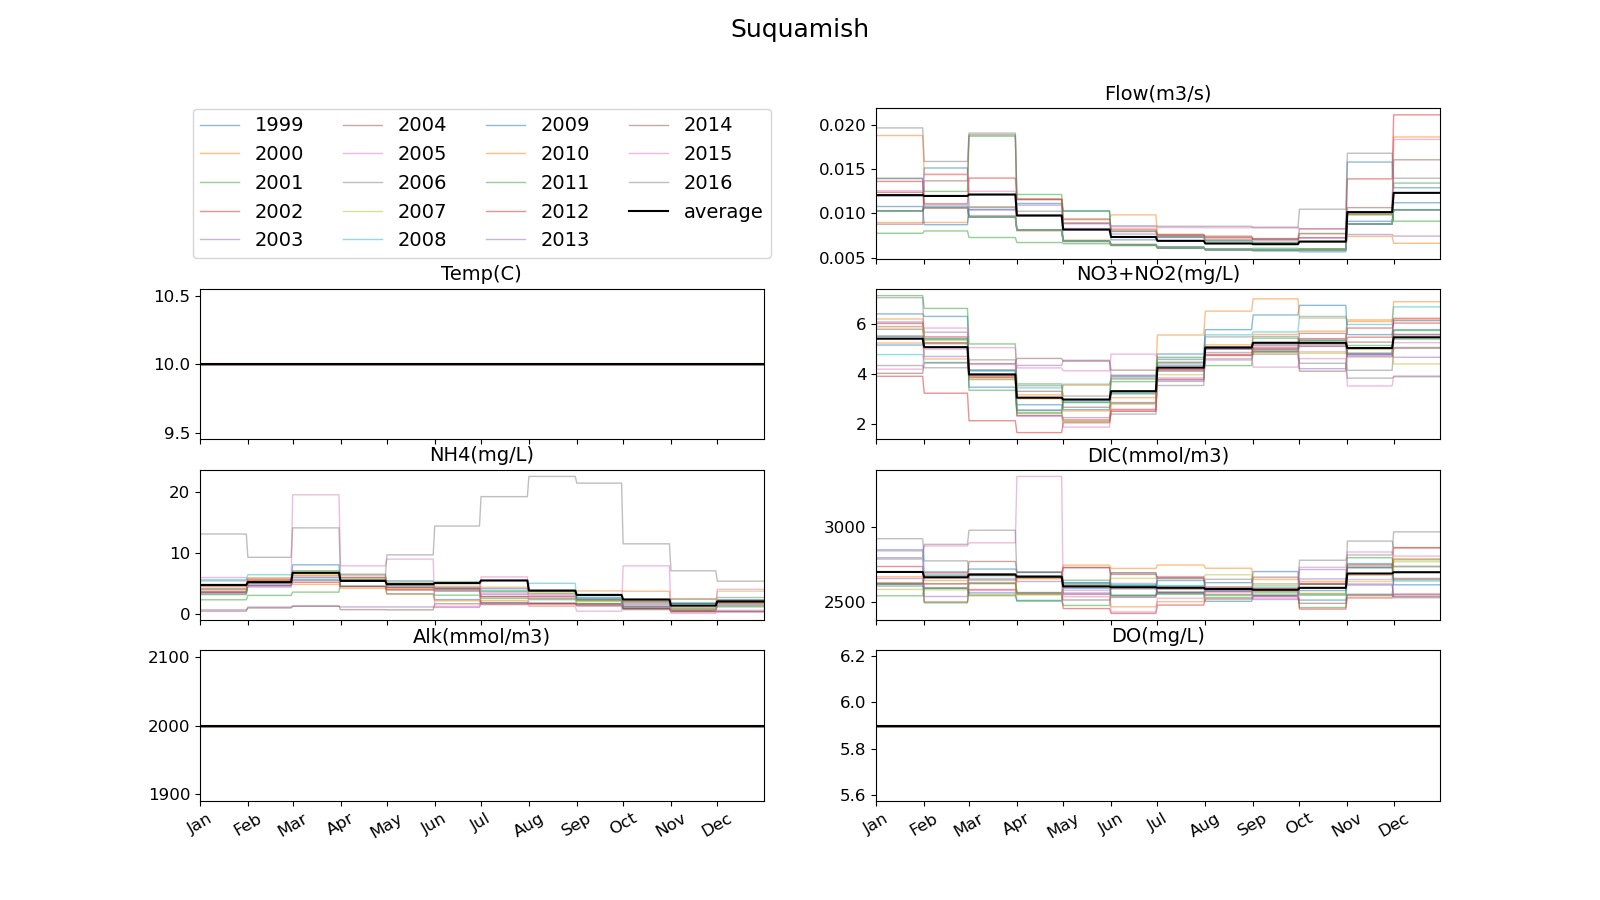 Suquamish
1999 2004 2009 2014
2000 2005 2010 2015
2001 2006 2011 2016
2002 2007 2012 average
2003 2008 2013
Flow(m3/s)
0.020
0.015
0.010
0.005
Temp(C)
10.5
10.0
9.5
NO3+NO2(mg/L)
6
4
2
NH4(mg/L)
20
10
0
DIC(mmol/m3)
3000
2500
Alk(mmol/m3)
2100
2000
1900
Jan Feb Mar Apr May Jun Jul Aug Sep Oct Nov Dec
DO(mg/L)
6.2
6.0
5.8
5.6
Jan Feb Mar Apr May Jun Jul Aug Sep Oct Nov Dec